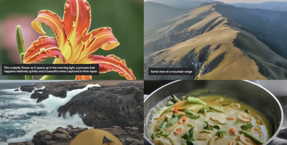 Film a daylily flower as it opens up in the morning light, a process that
happens relatively quickly and is beautiful when captured in time-lapse
Aerial view of a mountain range